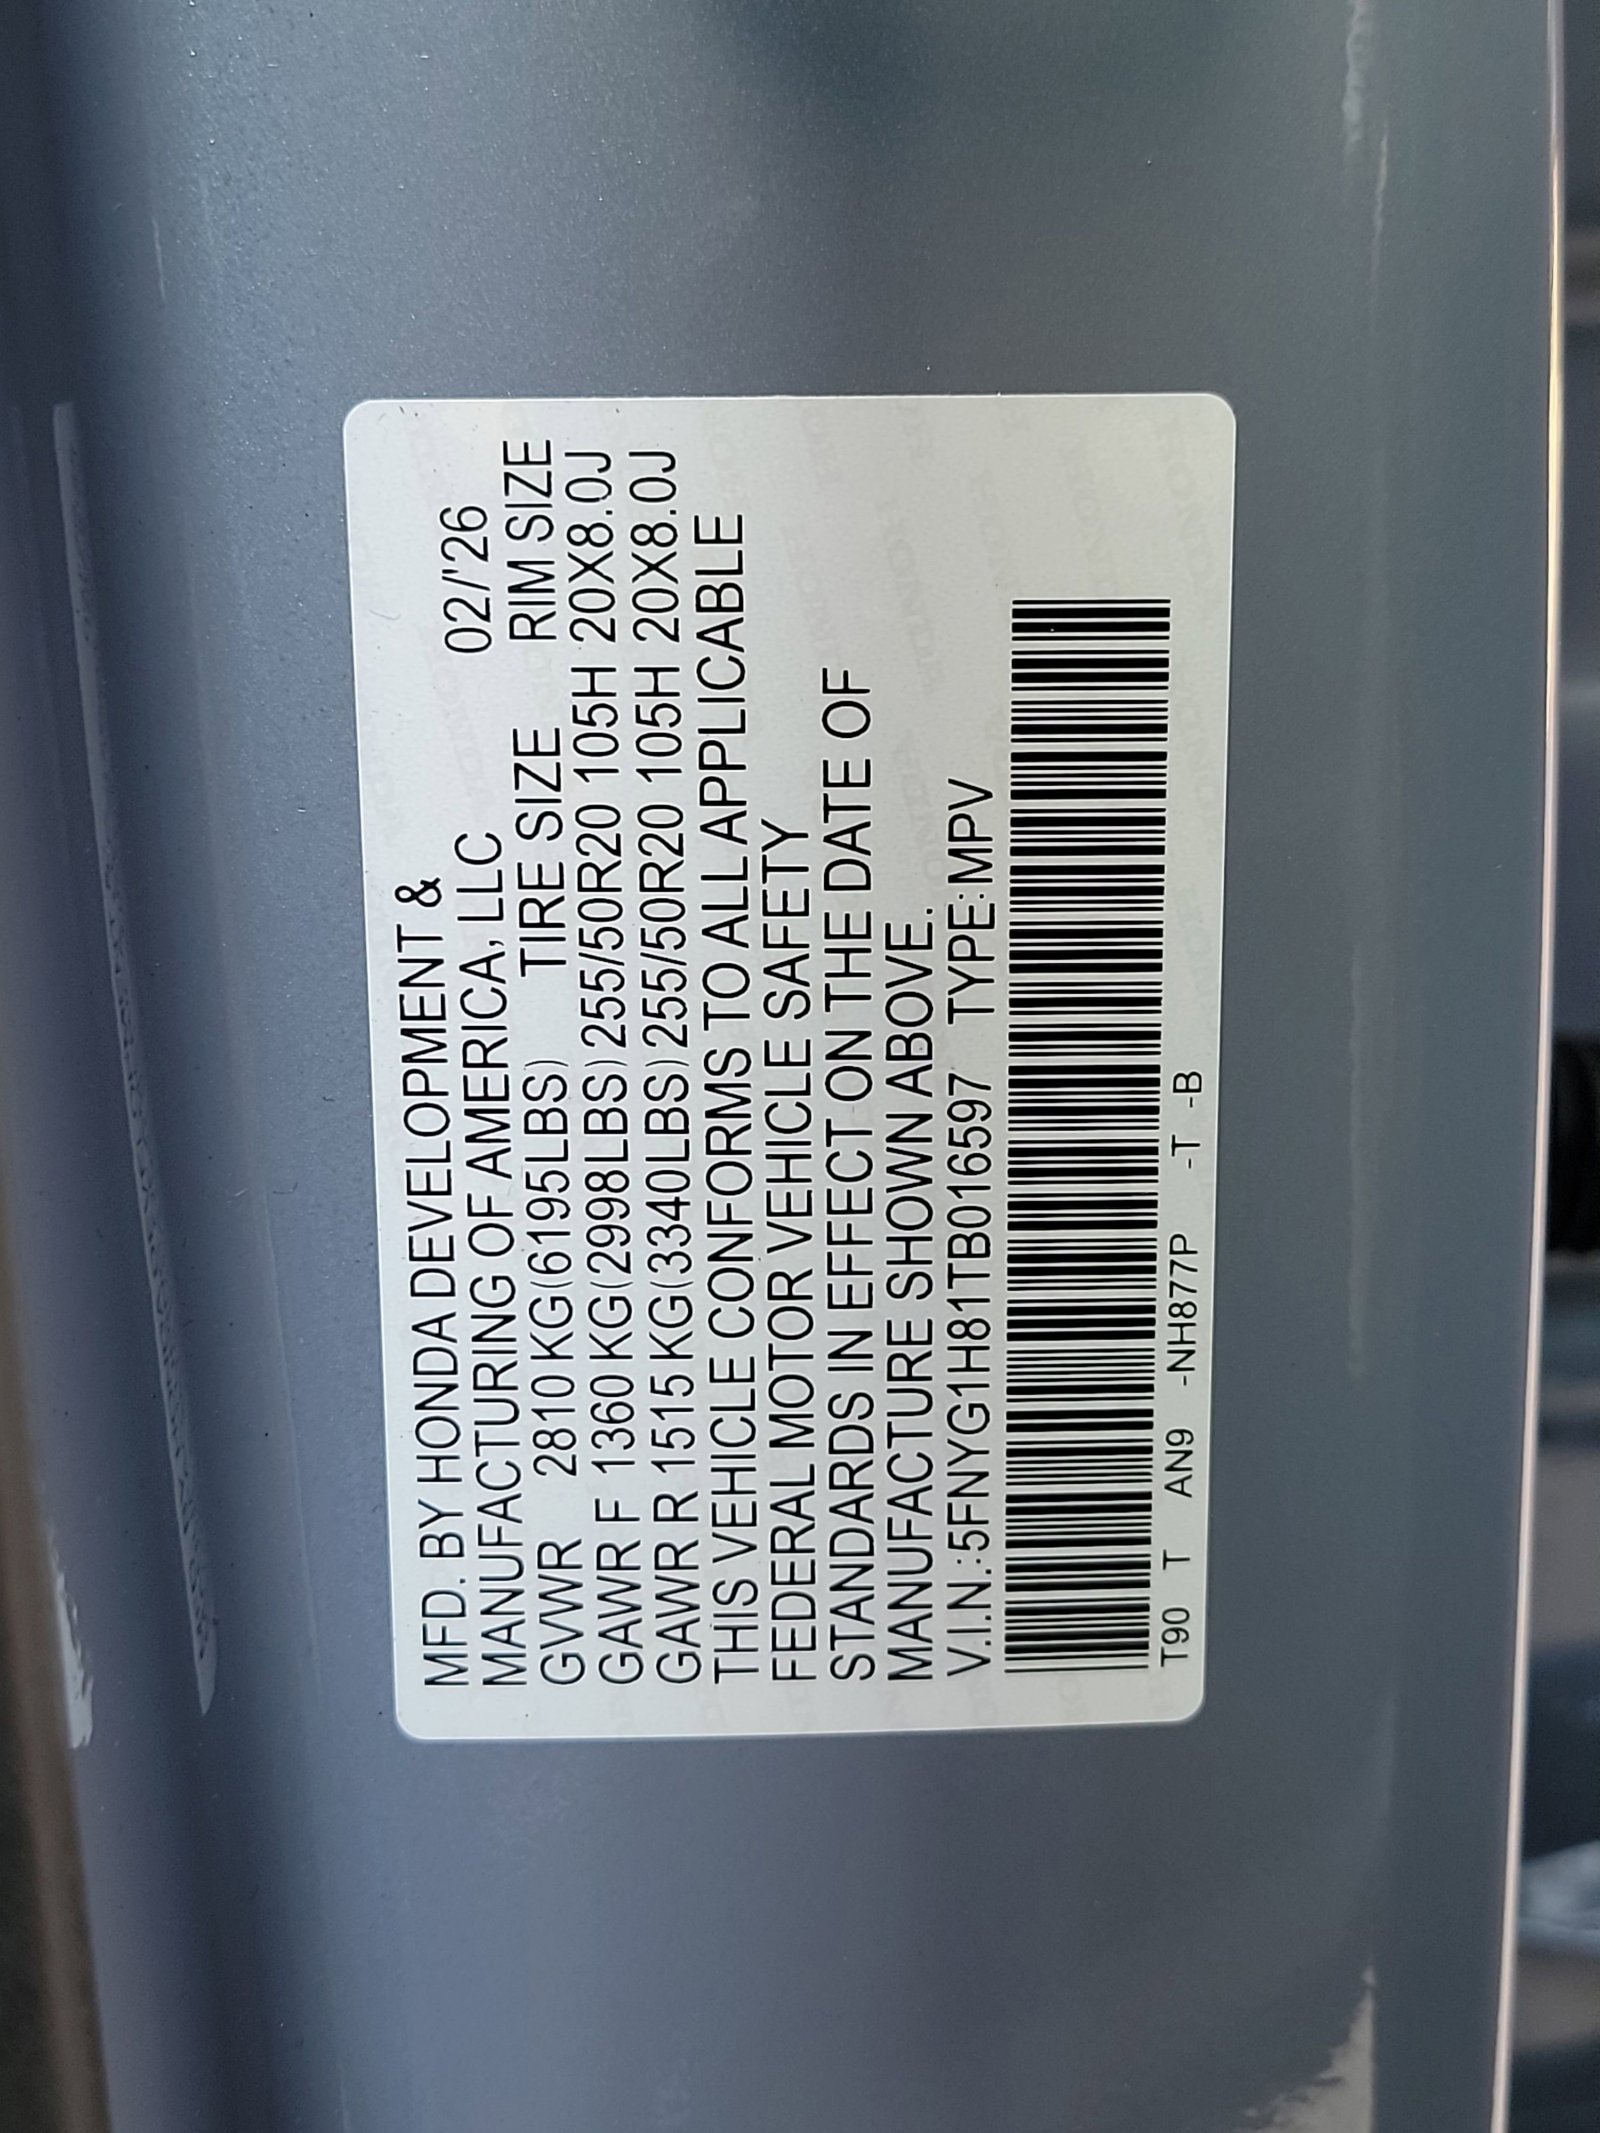 MFD. BY HONDA DEVELOPMENT &
MANUFACTURING OF AMERICA, LLC 02/'26
TIRE SIZE RIM SIZE
GVWR 2810 KG(6195LBS)
GAWR F 1360 KG(2998LBS) 255/50R20 105H 20X8.0J
GAWR R 1515 KG(3340LBS) 255/50R20 105H 20X8.0J
THIS VEHICLE CONFORMS TO ALL APPLICABLE
FEDERAL MOTOR VEHICLE SAFETY
STANDARDS IN EFFECT ON THE DATE OF
MANUFACTURE SHOWN ABOVE.
V.I.N.:5FNYG1H81TB016597 TYPE:MPV
T90 T AN9 -NH877P -T -B